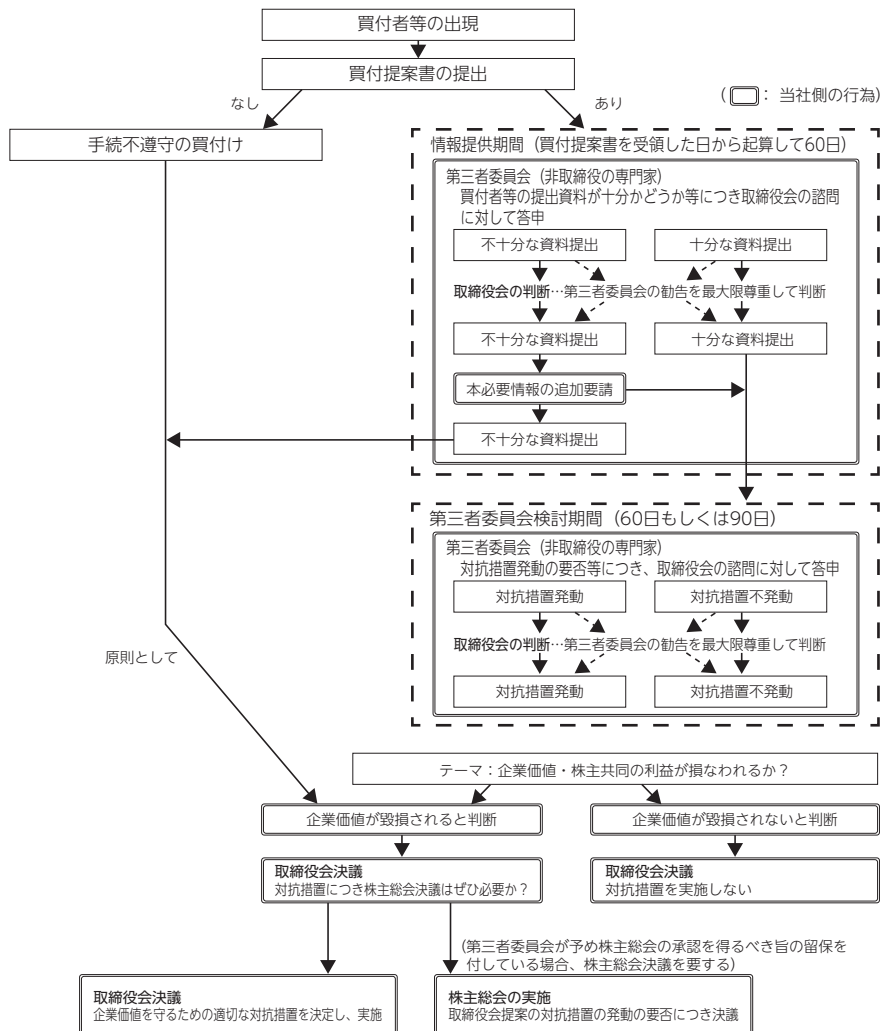 買付者等の出現
買付提案書の提出
なし
あり
(　: 当社側の行為)
手続不遵守の買付け
情報提供期間（買付提案書を受領した日から起算して60日）
第三者委員会（非取締役の専門家）
買付者等の提出資料が十分かどうか等につき取締役会の諮問
に対して答申
不十分な資料提出
十分な資料提出
取締役会の判断…第三者委員会の勧告を最大限尊重して判断
不十分な資料提出
十分な資料提出
本必要情報の追加要請
不十分な資料提出
第三者委員会検討期間（60日もしくは90日）
第三者委員会（非取締役の専門家）
対抗措置発動の要否等につき、取締役会の諮問に対して答申
対抗措置発動
対抗措置不発動
取締役会の判断…第三者委員会の勧告を最大限尊重して判断
対抗措置発動
対抗措置不発動
原則として
テーマ：企業価値・株主共同の利益が損なわれるか？
企業価値が毀損されると判断
企業価値が毀損されないと判断
取締役会決議
対抗措置につき株主総会決議はぜひ必要か？
取締役会決議
対抗措置を実施しない
（第三者委員会が予め株主総会の承認を得るべき旨の留保を
付している場合、株主総会決議を要する）
取締役会決議
企業価値を守るための適切な対抗措置を決定し、実施
株主総会の実施
取締役会提案の対抗措置の発動の要否につき決議